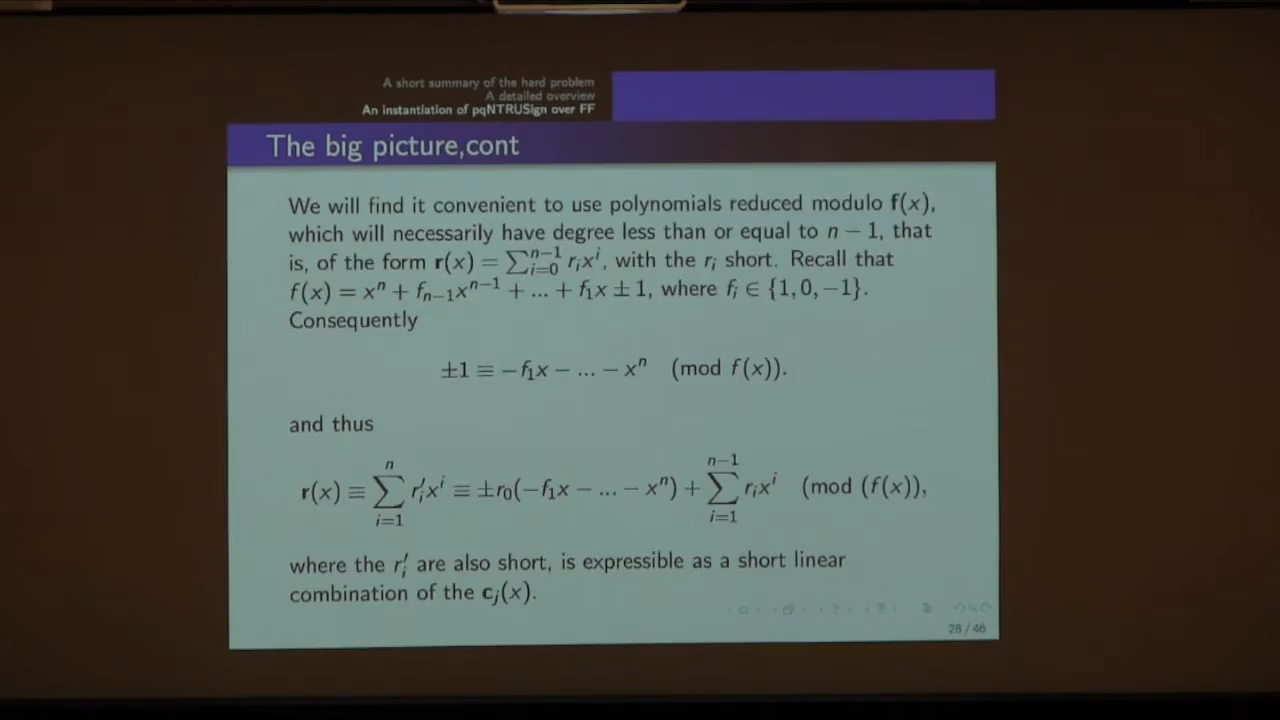 A short summary of the hard problem
A detailed overview
An instantiation of pqNTRUSign over FF
The big picture,cont
We will find it convenient to use polynomials reduced modulo f(x),
which will necessarily have degree less than or equal to n − 1, that
is, of the form r(x) = ∑_{i=0}^{n−1} r_i x^i, with the r_i short. Recall that
f(x) = x^n + f_{n−1}x^{n−1} + ... + f_1x ± 1, where f_i ∈ {1, 0, −1}.
Consequently
±1 ≡ −f_1x − ... − x^n (mod f(x)).
and thus
r(x) ≡ ∑_{i=1}^{n} r′_i x^i ≡ ±r_0(−f_1x − ... − x^n) + ∑_{i=1}^{n−1} r_i x^i (mod (f(x)),
where the r′_i are also short, is expressible as a short linear
combination of the c_j(x).
28 / 46